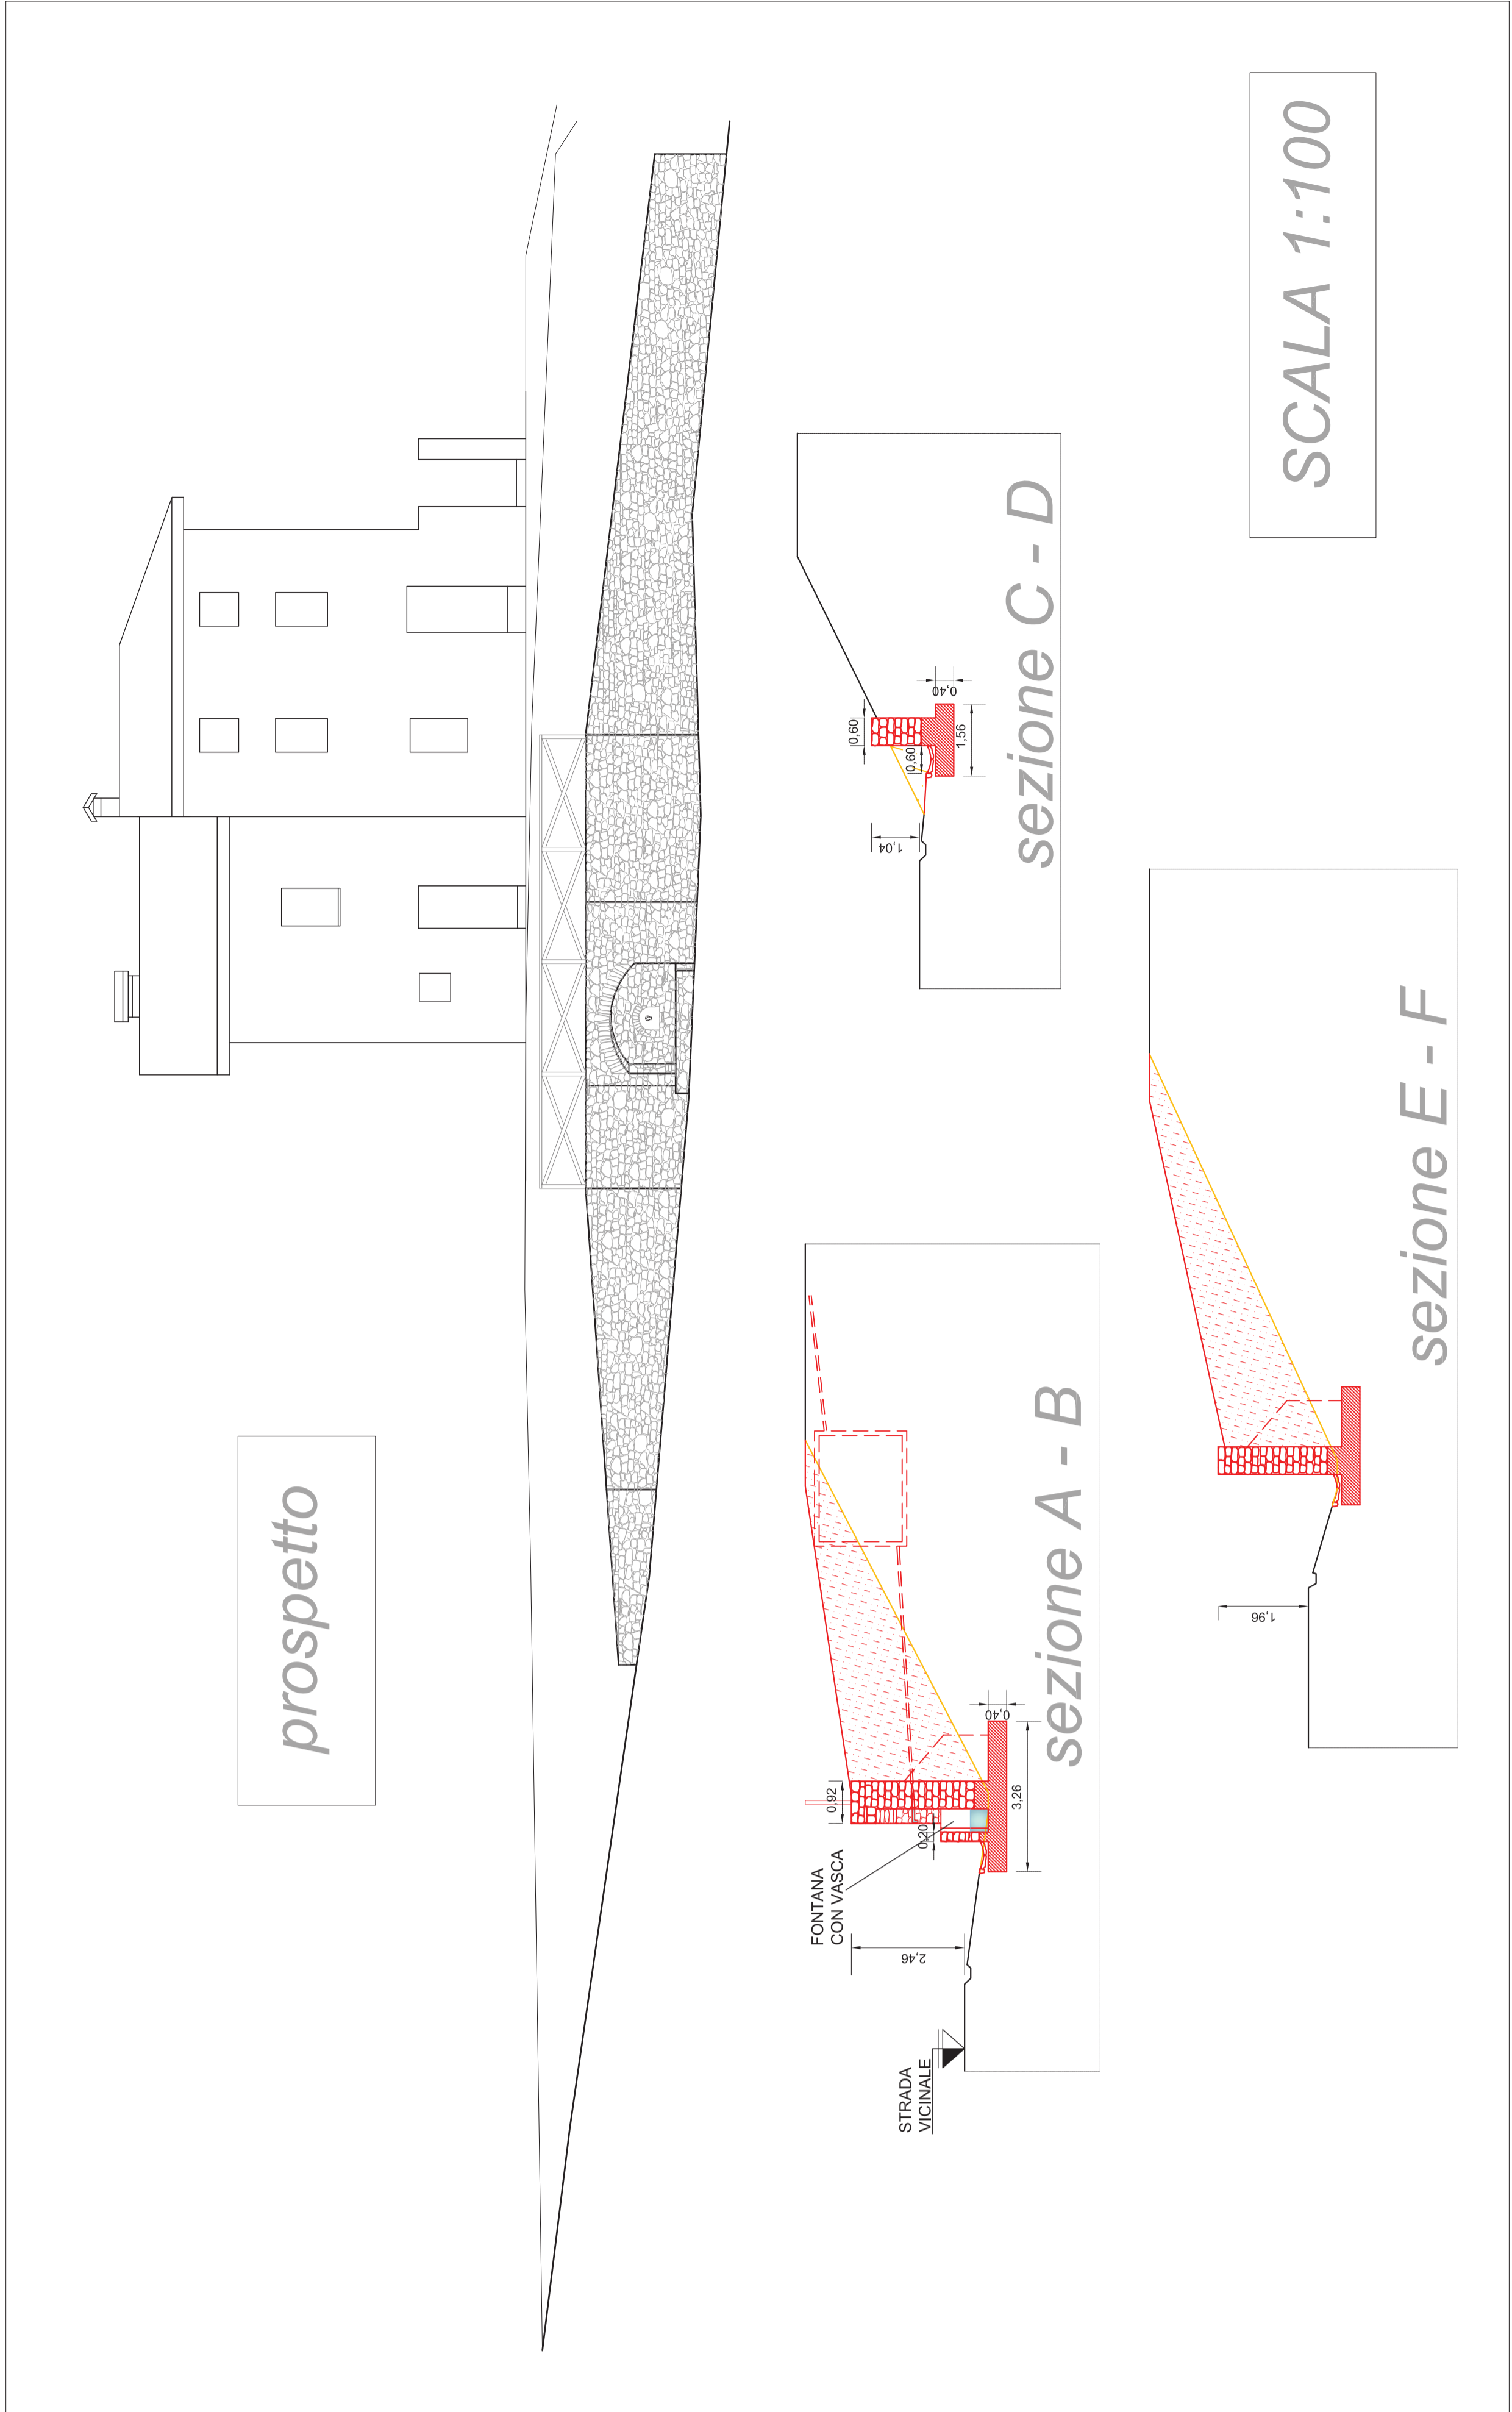 prospetto
STRADA
VICINALE
FONTANA
CON VASCA
2,46
0,92
0,20
3,26
0,40
sezione A - B
1,04
0,60
0,60
1,56
0,40
sezione C - D
1,96
sezione E - F
SCALA 1:100